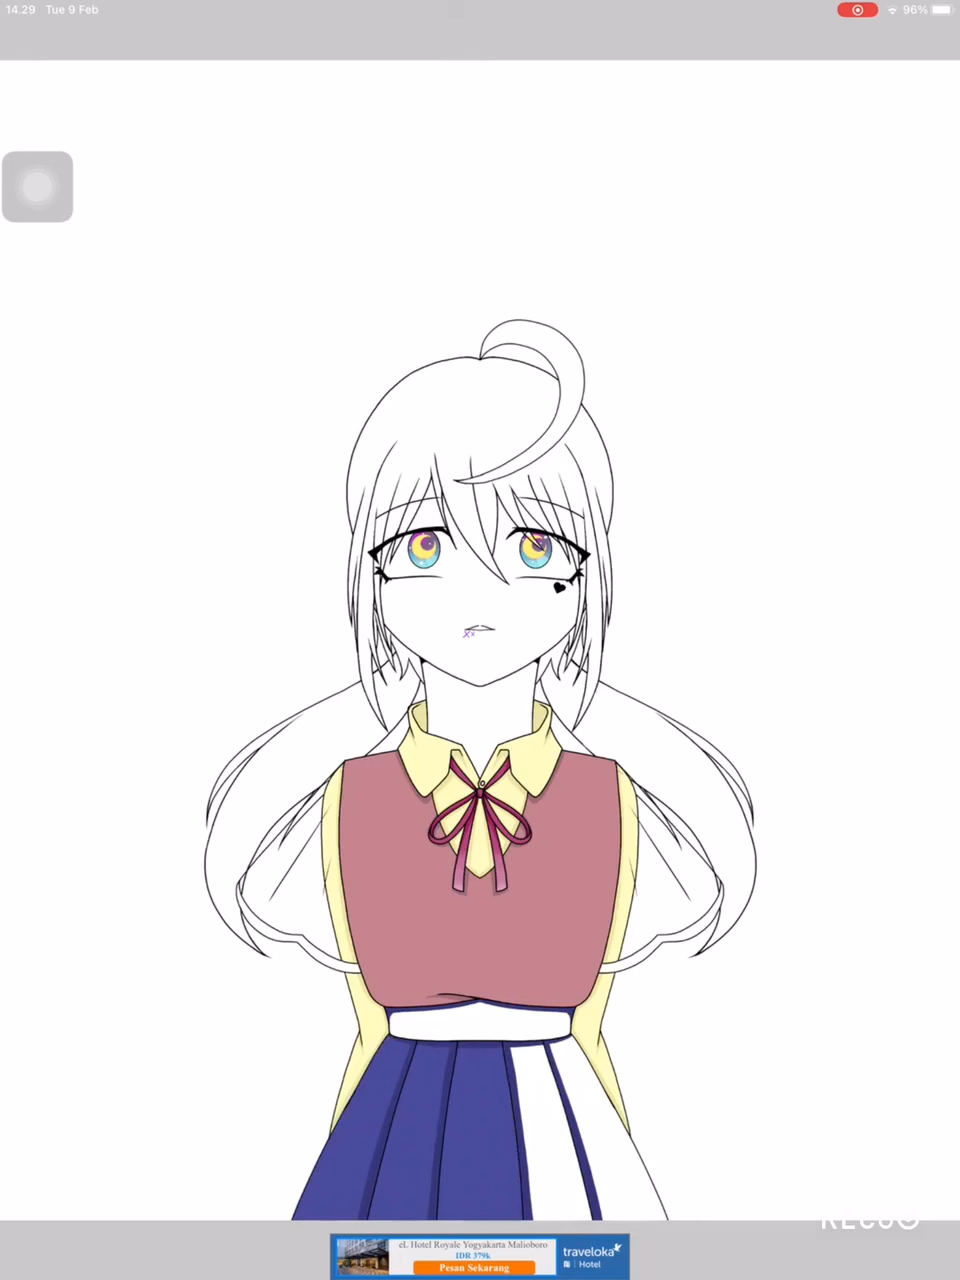 14.29 Tue 9 Feb
96%
eL Hotel Royale Yogyakarta Malioboro
IDR 379k
Pesan Sekarang
traveloka
Hotel